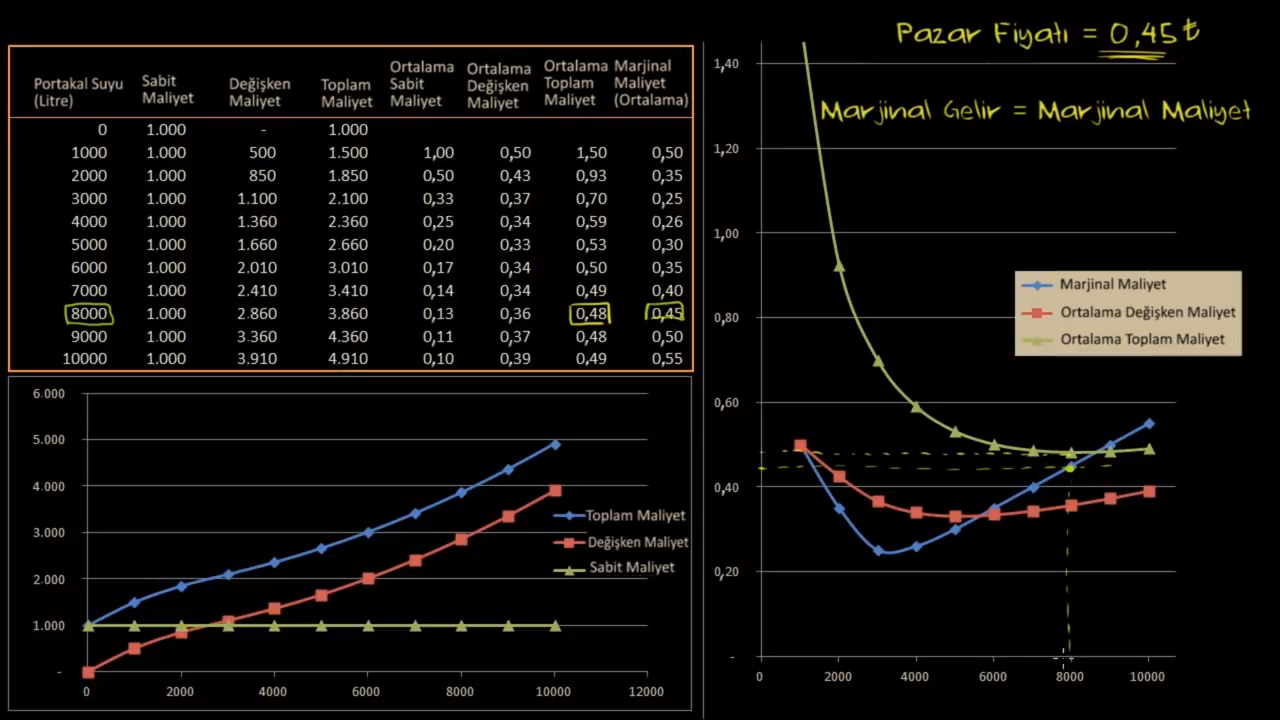 Pazar Fiyatı = 0,45 ₺
Marjinal Gelir = Marjinal Maliyet
Portakal Suyu (Litre) Sabit Maliyet Değişken Maliyet Toplam Maliyet Ortalama Sabit Maliyet Ortalama Değişken Maliyet Ortalama Toplam Maliyet Marjinal Maliyet (Ortalama)
0 1.000 - 1.000
1000 1.000 500 1.500 1,00 0,50 1,50 0,50
2000 1.000 850 1.850 0,50 0,43 0,93 0,35
3000 1.000 1.100 2.100 0,33 0,37 0,70 0,25
4000 1.000 1.360 2.360 0,25 0,34 0,59 0,26
5000 1.000 1.660 2.660 0,20 0,33 0,53 0,30
6000 1.000 2.010 3.010 0,17 0,34 0,50 0,35
7000 1.000 2.410 3.410 0,14 0,34 0,49 0,40
8000 1.000 2.860 3.860 0,13 0,36 0,48 0,45
9000 1.000 3.360 4.360 0,11 0,37 0,48 0,50
10000 1.000 3.910 4.910 0,10 0,39 0,49 0,55
6.000
5.000
4.000
3.000
2.000
1.000
-
0 2000 4000 6000 8000 10000 12000
Toplam Maliyet
Değişken Maliyet
Sabit Maliyet
1,40
1,20
1,00
0,80
0,60
0,40
0,20
-
0 2000 4000 6000 8000 10000
Marjinal Maliyet
Ortalama Değişken Maliyet
Ortalama Toplam Maliyet